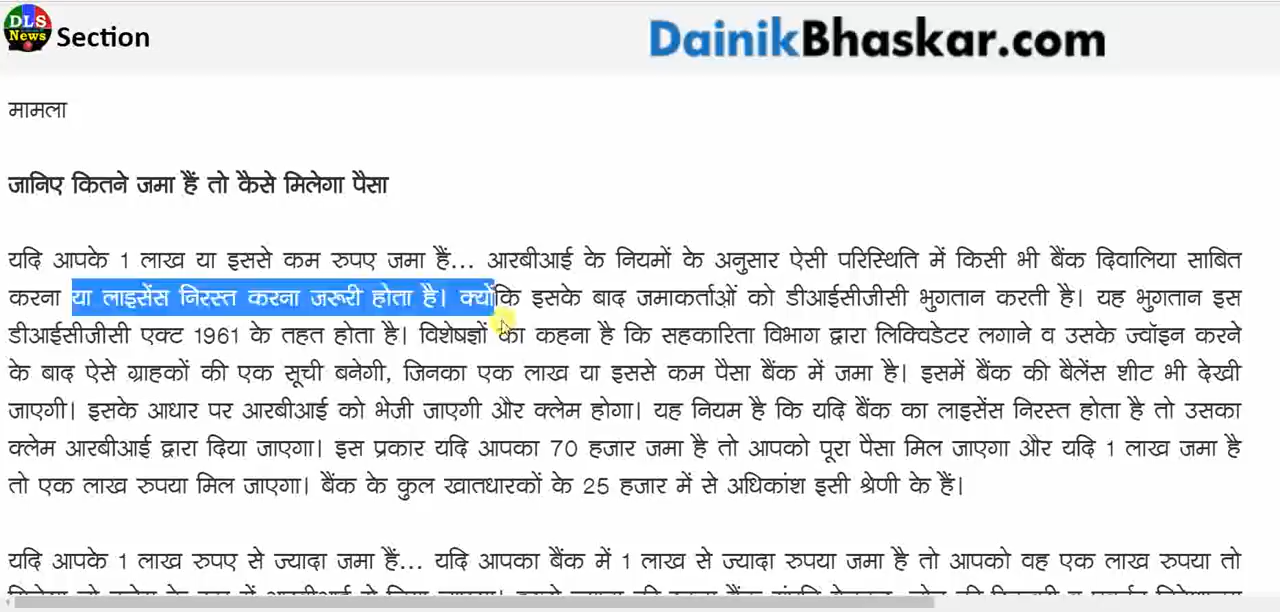 DLS
News
Section
DainikBhaskar.com
मामला
जानिए कितने जमा हैं तो कैसे मिलेगा पैसा
यदि आपके 1 लाख या इससे कम रुपए जमा हैं... आरबीआई के नियमों के अनुसार ऐसी परिस्थिति में किसी भी बैंक दिवालिया साबित
करना या लाइसेंस निरस्त करना जरूरी होता है। क्योंकि इसके बाद जमाकर्ताओं को डीआईसीजीसी भुगतान करती है। यह भुगतान इस
डीआईसीजीसी एक्ट 1961 के तहत होता है। विशेषज्ञों का कहना है कि सहकारिता विभाग द्वारा लिक्विडेटर लगाने व उसके ज्वॉइन करने
के बाद ऐसे ग्राहकों की एक सूची बनेगी, जिनका एक लाख या इससे कम पैसा बैंक में जमा है। इसमें बैंक की बैलेंस शीट भी देखी
जाएगी। इसके आधार पर आरबीआई को भेजी जाएगी और क्लेम होगा। यह नियम है कि यदि बैंक का लाइसेंस निरस्त होता है तो उसका
क्लेम आरबीआई द्वारा दिया जाएगा। इस प्रकार यदि आपका 70 हजार जमा है तो आपको पूरा पैसा मिल जाएगा और यदि 1 लाख जमा है
तो एक लाख रुपया मिल जाएगा। बैंक के कुल खातधारकों के 25 हजार में से अधिकांश इसी श्रेणी के हैं।
यदि आपके 1 लाख रुपए से ज्यादा जमा हैं... यदि आपका बैंक में 1 लाख से ज्यादा रुपया जमा है तो आपको वह एक लाख रुपया तो